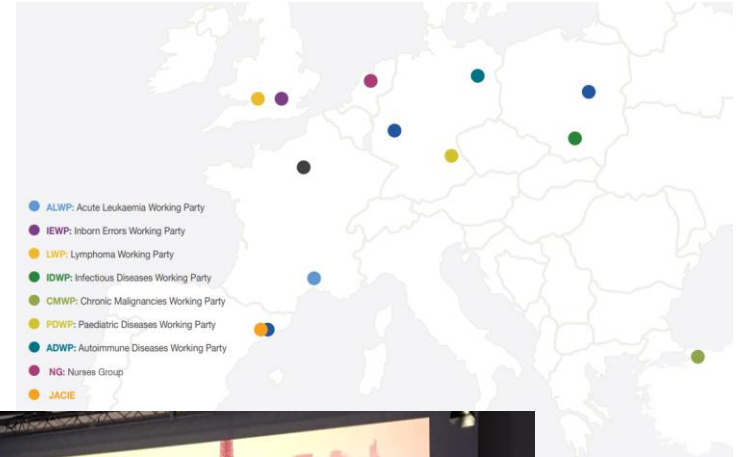 ALWP: Acute Leukaemia Working Party
IEWP: Inborn Errors Working Party
LWP: Lymphoma Working Party
IDWP: Infectious Diseases Working Party
CMWP: Chronic Malignancies Working Party
PDWP: Paediatric Diseases Working Party
ADWP: Autoimmune Diseases Working Party
NG: Nurses Group
JACIE